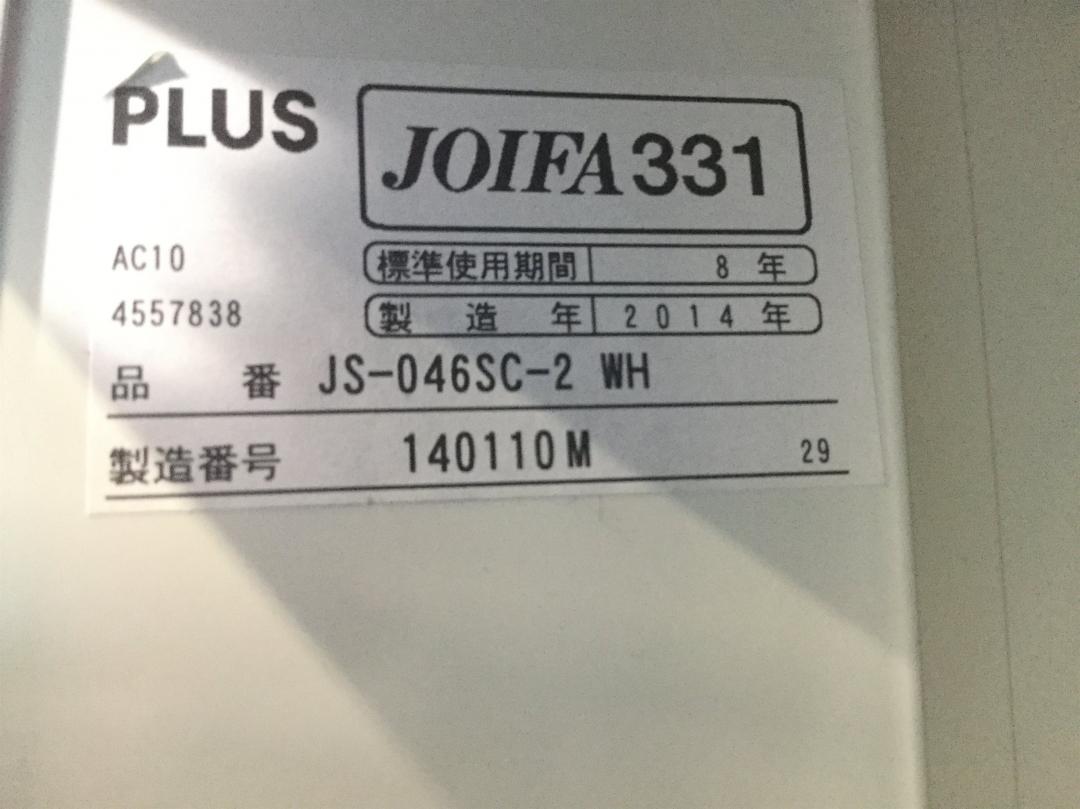 PLUS
JOIFA331
AC10
標準使用期間 8 年
4557838
製造年 2014年
品番 JS-046SC-2 WH
製造番号 140110M 29